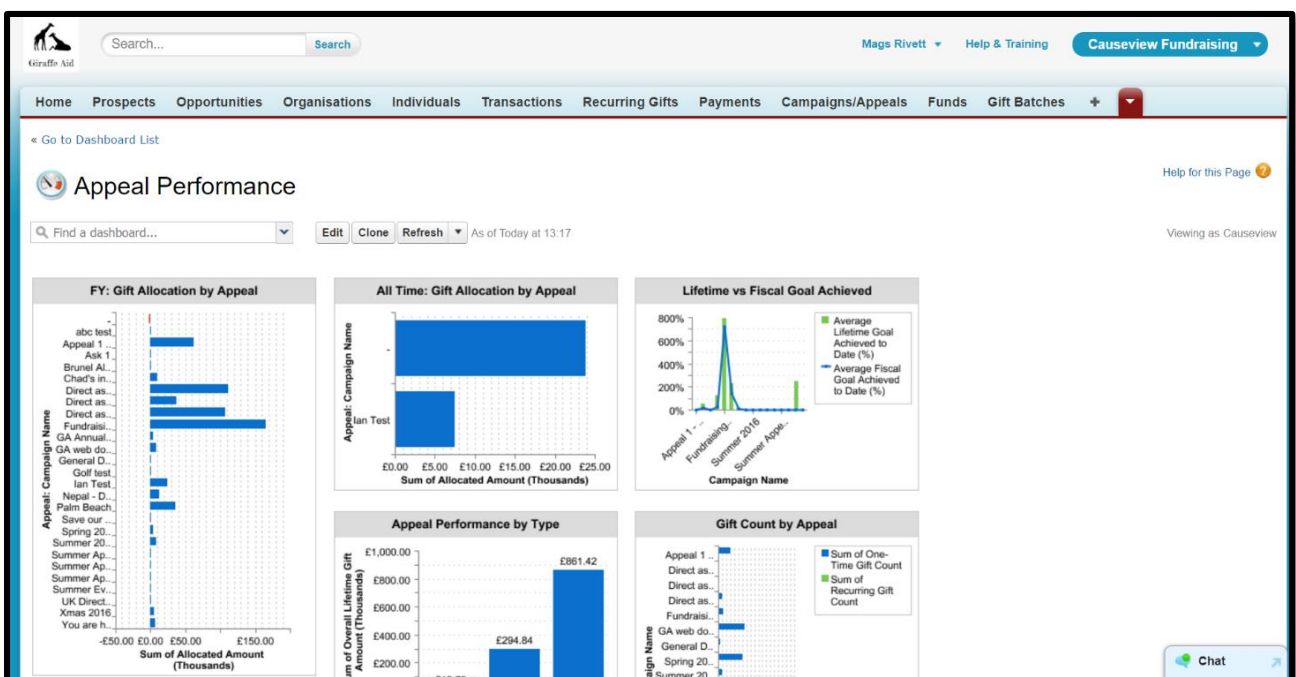 Giraffe Aid
Search...
Search
Mags Rivett
Help & Training
Causeview Fundraising
Home Prospects Opportunities Organisations Individuals Transactions Recurring Gifts Payments Campaigns/Appeals Funds Gift Batches +
« Go to Dashboard List
Appeal Performance
Help for this Page ?
Find a dashboard...
Edit Clone Refresh As of Today at 13:17
Viewing as Causeview
FY: Gift Allocation by Appeal
Appeal: Campaign Name
-
abc test
Appeal 1 ..
Ask 1
Brunel Al..
Chad's in..
Direct as..
Direct as..
Direct as..
Fundraisi..
GA Annual..
GA web do..
General D..
Golf test
Ian Test
Nepal - D..
Palm Beach
Save our ..
Spring 20..
Summer 20..
Summer Ap..
Summer Ap..
Summer Ap..
Summer Ev..
UK Direct..
Xmas 2016
You are h..
-£50.00 £0.00 £50.00 £150.00
Sum of Allocated Amount
(Thousands)
All Time: Gift Allocation by Appeal
Appeal: Campaign Name
-
Ian Test
£0.00 £5.00 £10.00 £15.00 £20.00 £25.00
Sum of Allocated Amount (Thousands)
Lifetime vs Fiscal Goal Achieved
800%
600%
400%
200%
0%
Appeal 1 - ..
Fundraising..
Summer 2016
Summer Appe..
Campaign Name
Average
Lifetime Goal
Achieved to
Date (%)
Average Fiscal
Goal Achieved
to Date (%)
Appeal Performance by Type
of Overall Lifetime Gift
Amount (Thousands)
£1,000.00
£800.00
£600.00
£400.00
£200.00
£294.84
£861.42
Gift Count by Appeal
Name
Appeal 1 ..
Direct as..
Direct as..
Direct as..
Fundraisi..
GA web do..
General D..
Spring 20..
Summer 20..
Sum of One-
Time Gift Count
Sum of
Recurring Gift
Count
Chat